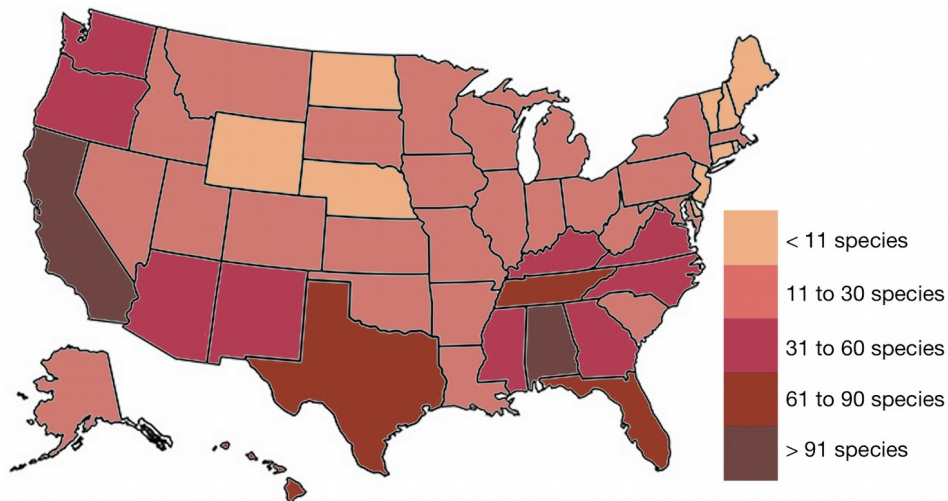 < 11 species
11 to 30 species
31 to 60 species
61 to 90 species
> 91 species